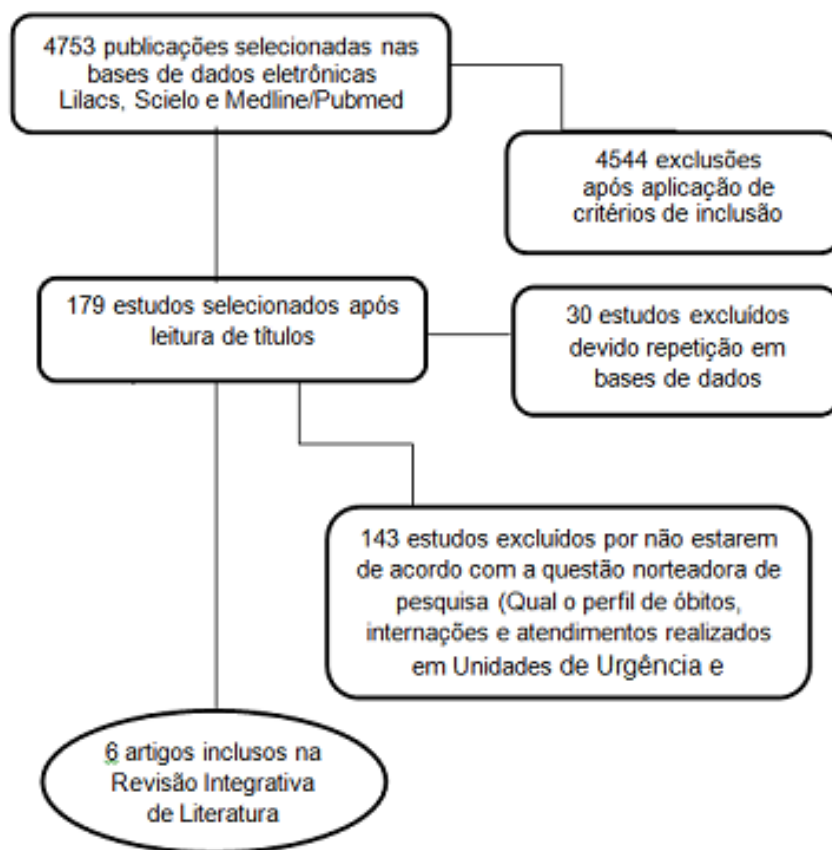 4753 publicações selecionadas nas
bases de dados eletrônicas
Lilacs, Scielo e Medline/Pubmed
4544 exclusões
após aplicação de
critérios de inclusão
179 estudos selecionados após
leitura de títulos
30 estudos excluídos
devido repetição em
bases de dados
143 estudos excluídos por não estarem
de acordo com a questão norteadora de
pesquisa (Qual o perfil de óbitos,
internações e atendimentos realizados
em Unidades de Urgência e
6 artigos inclusos na
Revisão Integrativa
de Literatura